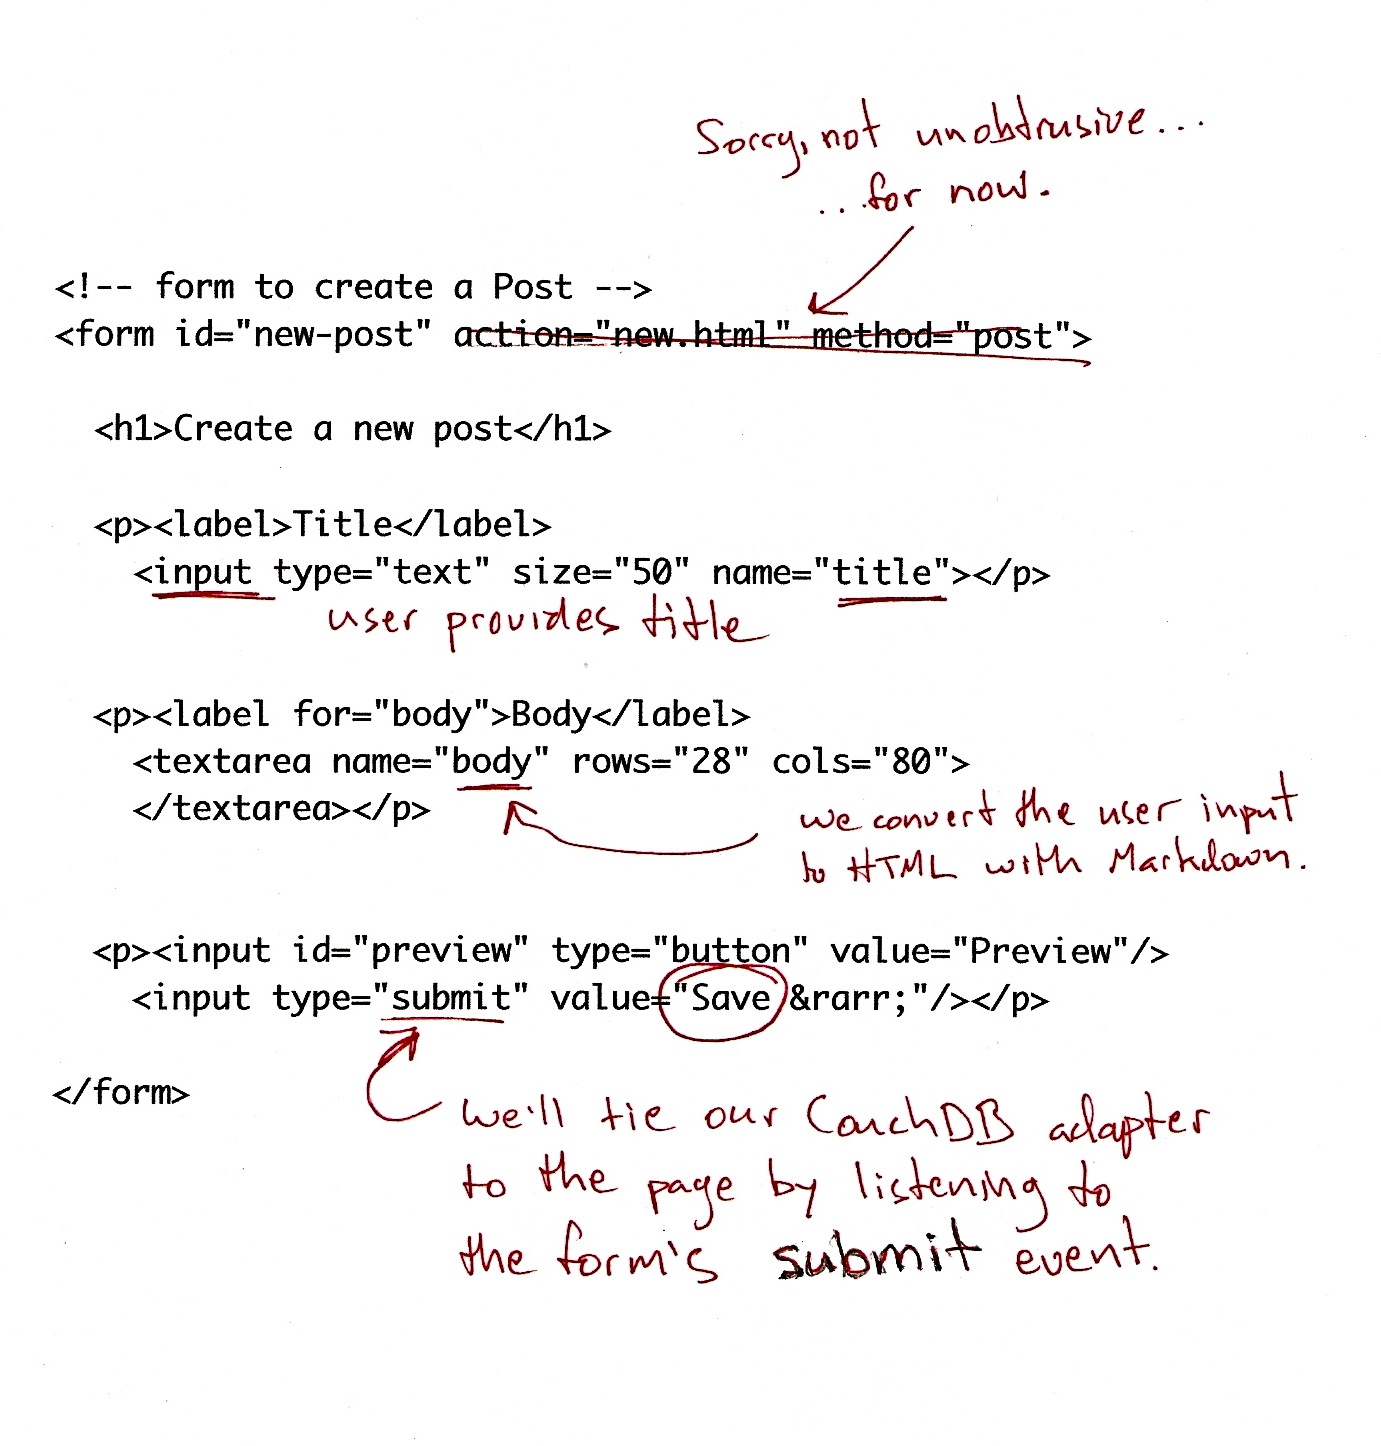 Sorry, not unobtrusive...
...for now.
<!-- form to create a Post -->
<form id="new-post" action="new.html" method="post">
<h1>Create a new post</h1>
<p><label>Title</label>
<input type="text" size="50" name="title"></p>
user provides title
<p><label for="body">Body</label>
<textarea name="body" rows="28" cols="80">
</textarea></p>
we convert the user input
to HTML with Markdown.
<p><input id="preview" type="button" value="Preview"/>
<input type="submit" value="Save &rarr;"/></p>
</form>
we'll tie our CouchDB adapter
to the page by listening to
the form's submit event.